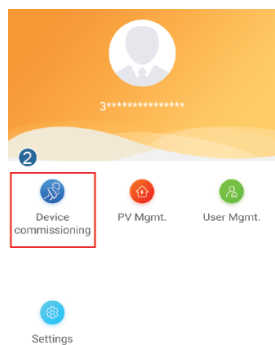 3***************
2
Device
commissioning
PV Mgmt.
User Mgmt.
Settings